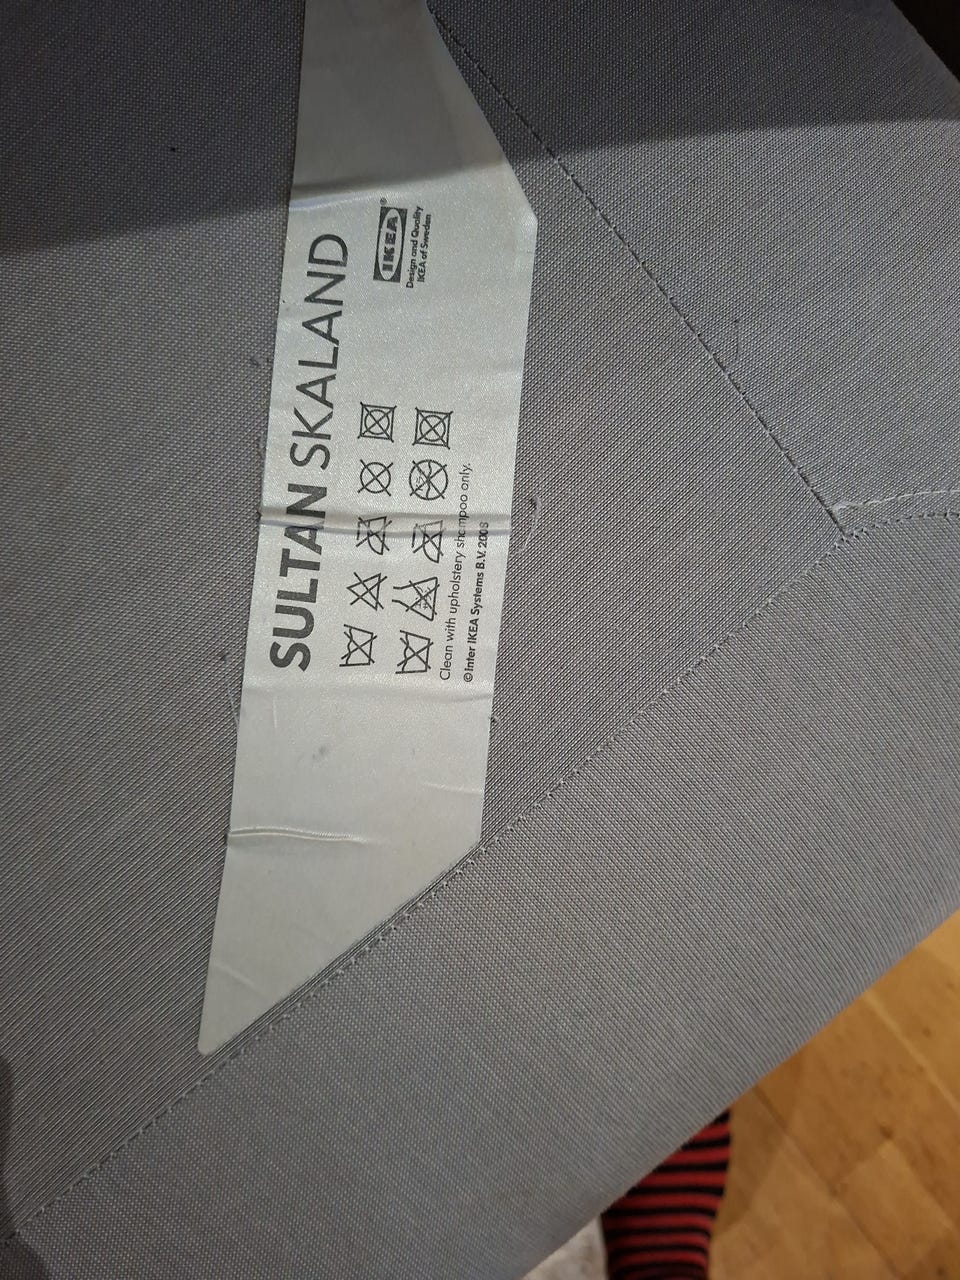 SULTAN SKALAND
IKEA®
Design and Quality
IKEA of Sweden
Clean with upholstery shampoo only.
© Inter IKEA Systems B.V. 2008